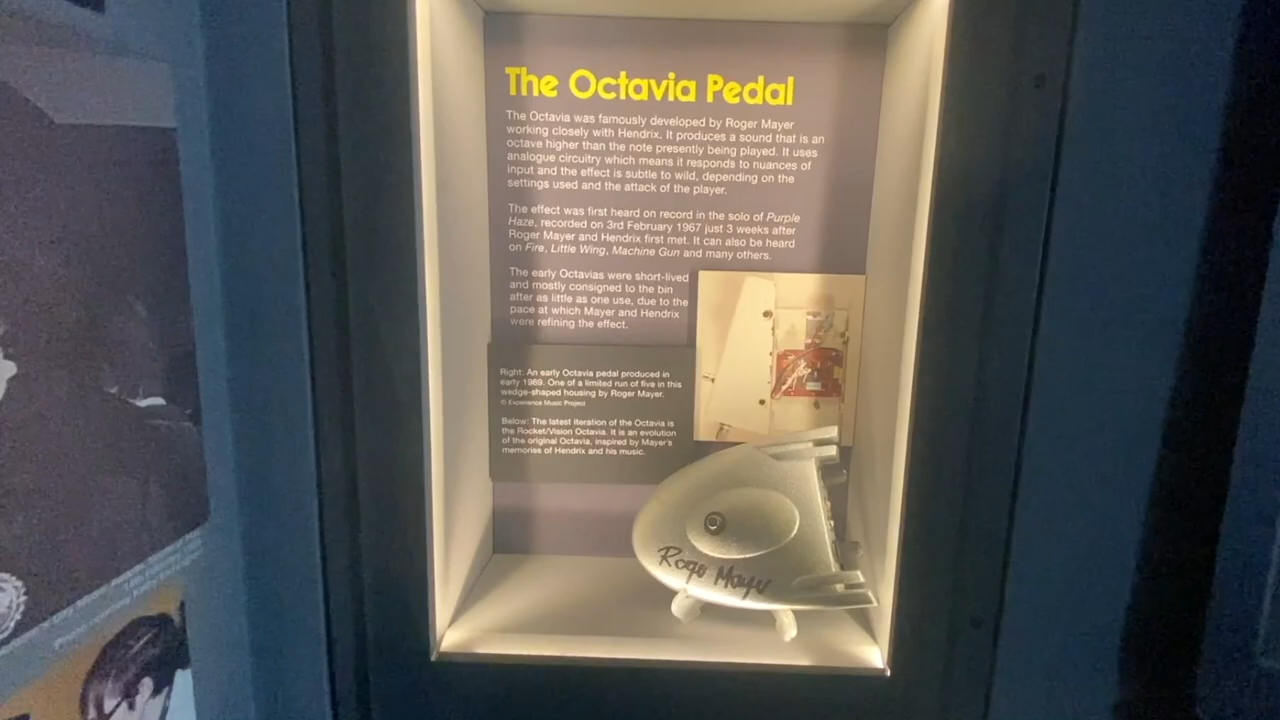 The Octavia Pedal
The Octavia was famously developed by Roger Mayer
working closely with Hendrix. It produces a sound that is an
octave higher than the note presently being played. It uses
analogue circuitry which means it responds to nuances of
input and the effect is subtle to wild, depending on the
settings used and the attack of the player.
The effect was first heard on record in the solo of Purple
Haze, recorded on 3rd February 1967 just 3 weeks after
Roger Mayer and Hendrix first met. It can also be heard
on Fire, Little Wing, Machine Gun and many others.
The early Octavias were short-lived
and mostly consigned to the bin
after as little as one use, due to the
pace at which Mayer and Hendrix
were refining the effect.
Right: An early Octavia pedal produced in
early 1969. One of a limited run of five in this
wedge-shaped housing by Roger Mayer.
© Experience Music Project
Below: The latest iteration of the Octavia is
the Rocket/Vision Octavia. It is an evolution
of the original Octavia, inspired by Mayer's
memories of Hendrix and his music.
Roger Mayer